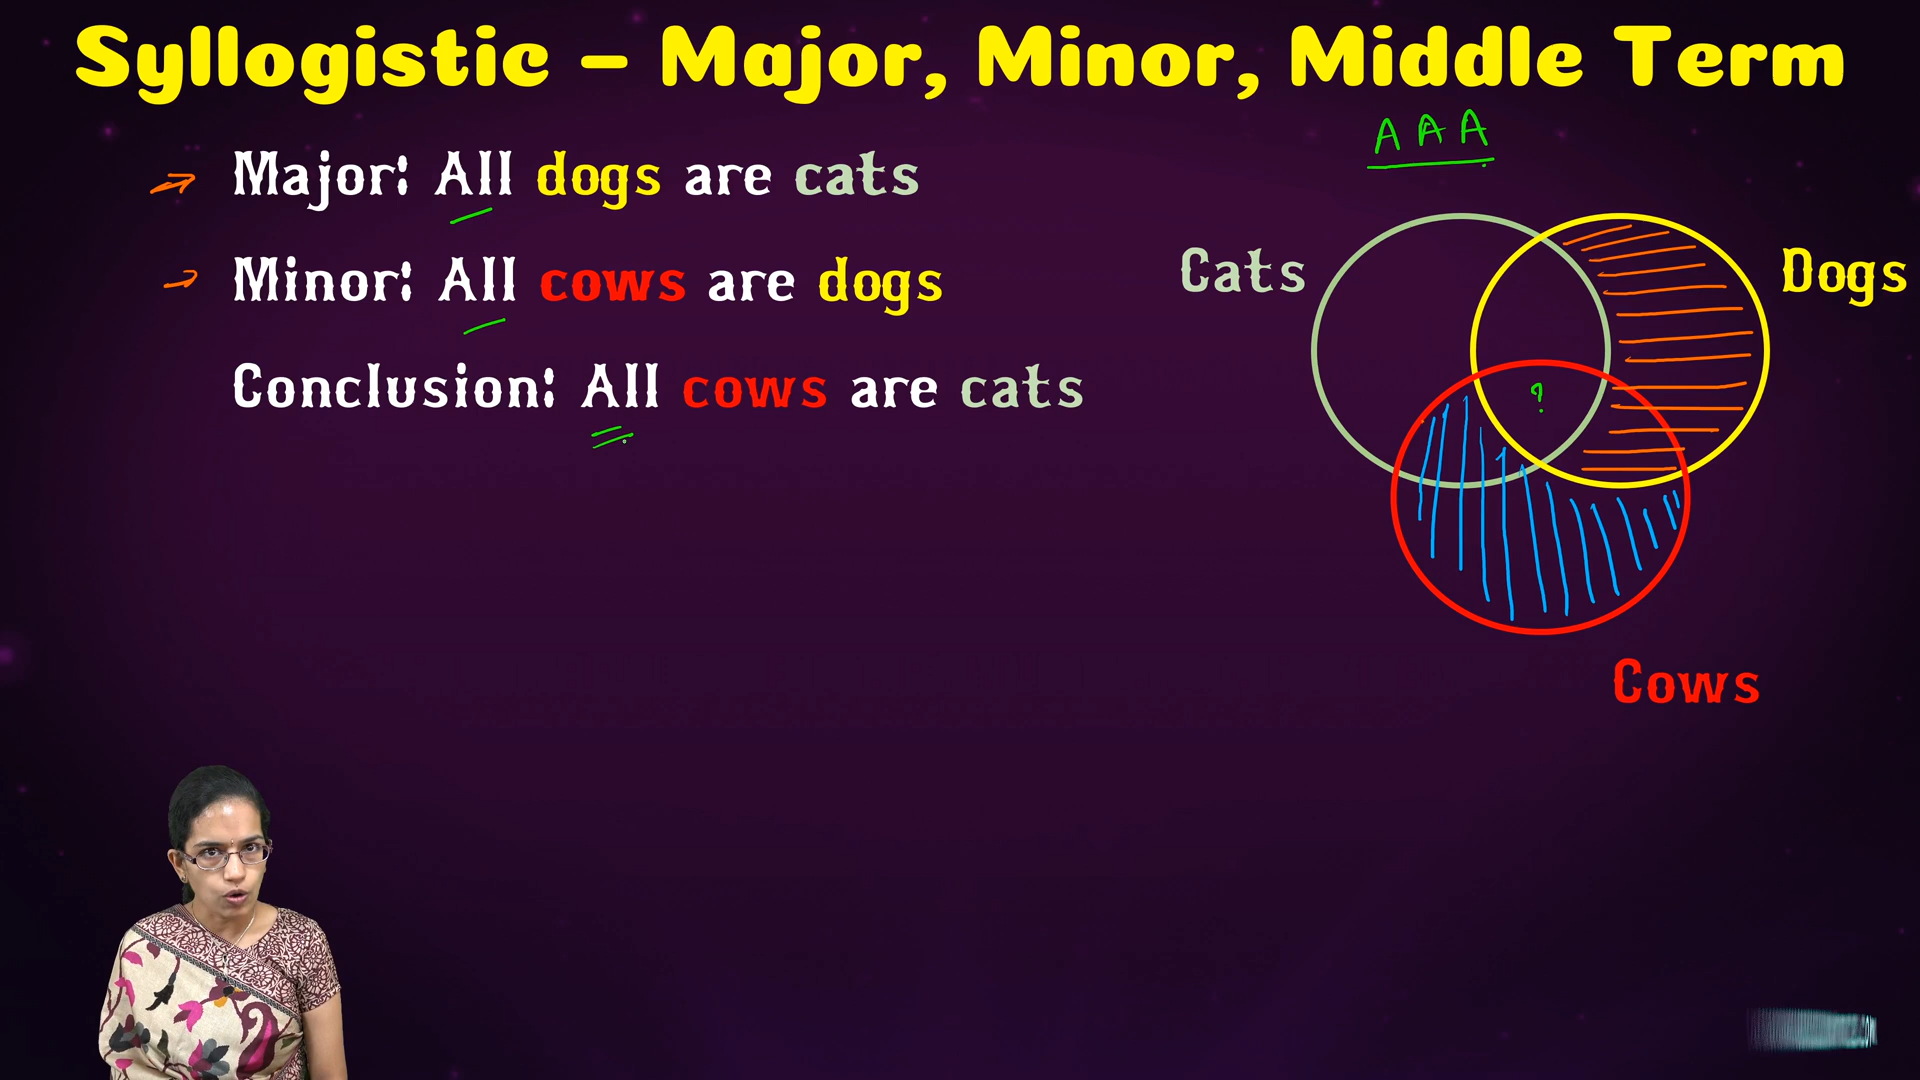 Syllogistic – Major, Minor, Middle Term
A A A
Major: All dogs are cats
Minor: All cows are dogs
Conclusion: All cows are cats
Cats
Dogs
?
Cows